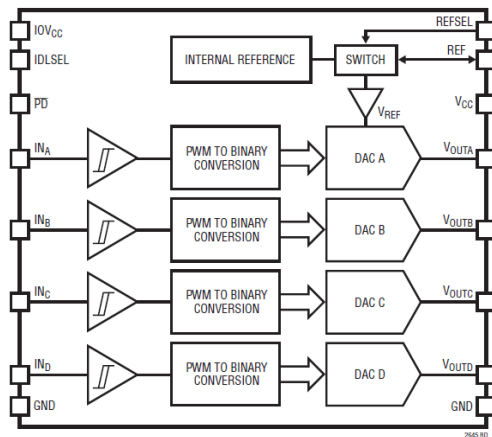 IOVCC
REFSEL
IDLSEL
INTERNAL REFERENCE
SWITCH
REF
PD
VREF
VCC
INA
PWM TO BINARY
CONVERSION
DAC A
VOUTA
INB
PWM TO BINARY
CONVERSION
DAC B
VOUTB
INC
PWM TO BINARY
CONVERSION
DAC C
VOUTC
IND
PWM TO BINARY
CONVERSION
DAC D
VOUTD
GND
GND
2645 BD